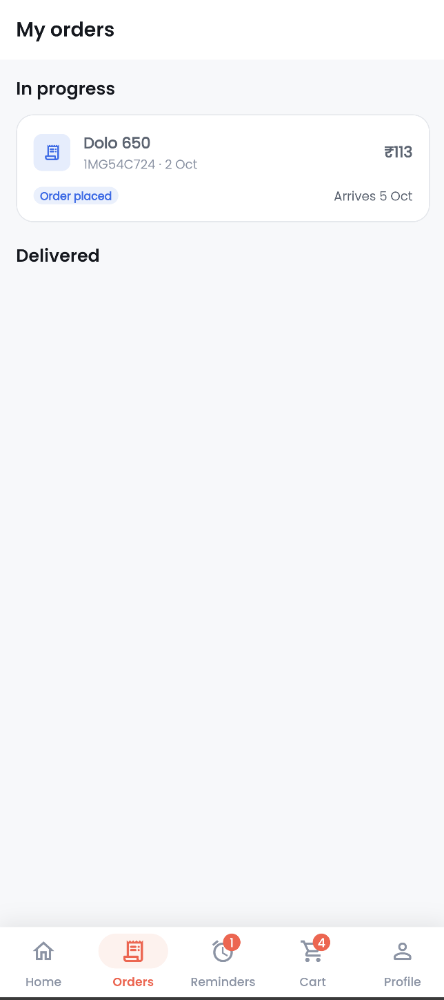 My orders
In progress
Dolo 650
1MG54C724 · 2 Oct
₹113
Order placed
Arrives 5 Oct
Delivered
1
4
Home
Orders
Reminders
Cart
Profile